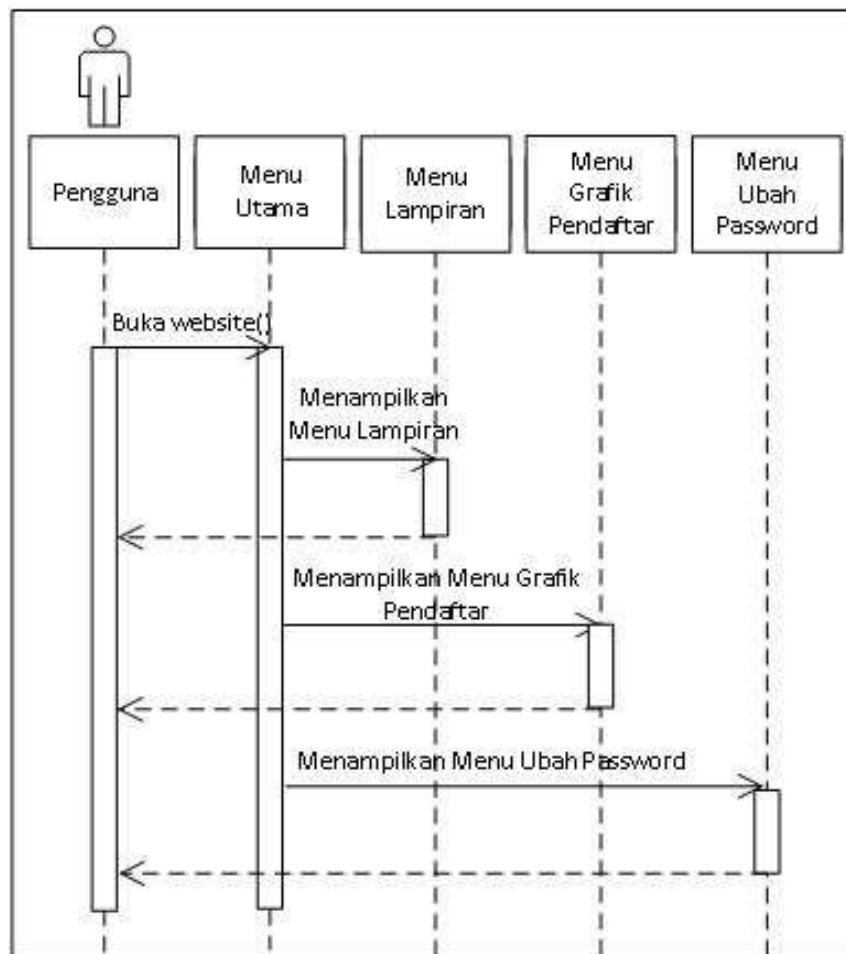 Pengguna
Menu
Utama
Menu
Lampiran
Menu
Grafik
Pendaftar
Menu
Ubah
Password
Buka website()
Menampilkan
Menu Lampiran
Menampilkan Menu Grafik
Pendaftar
Menampilkan Menu Ubah Password